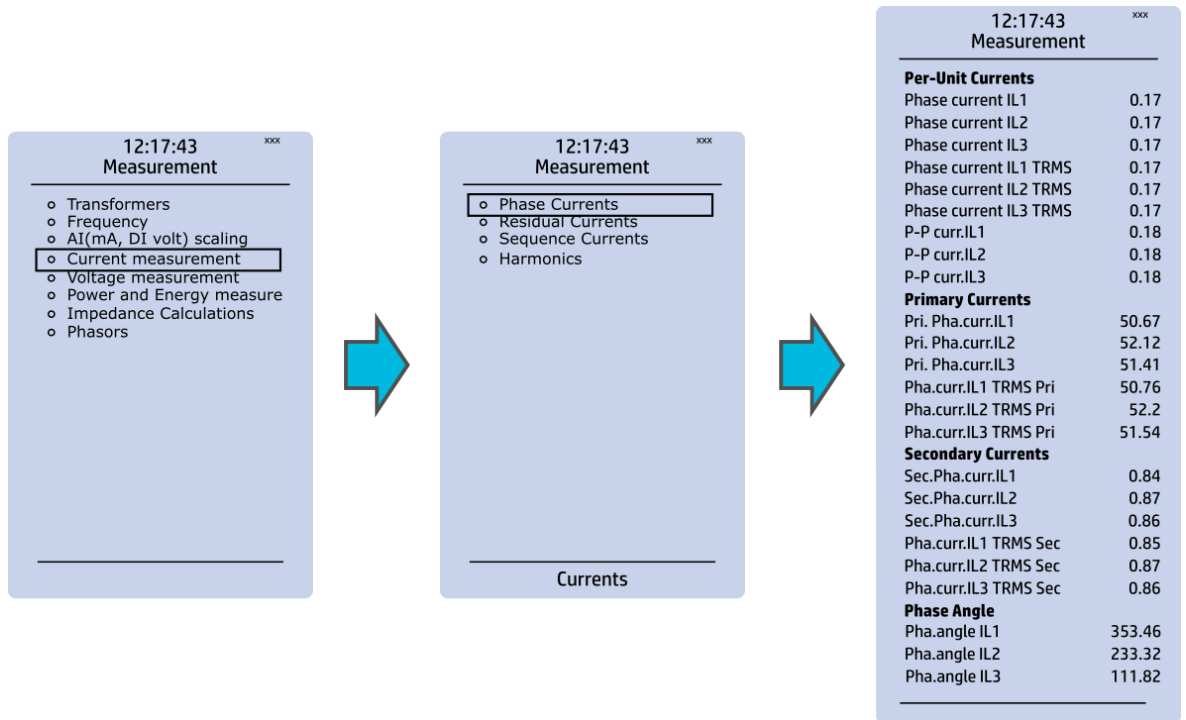 12:17:43 xxx
Measurement
Transformers
Frequency
AI(mA, DI volt) scaling
Current measurement
Voltage measurement
Power and Energy measure
Impedance Calculations
Phasors
12:17:43 xxx
Measurement
Phase Currents
Residual Currents
Sequence Currents
Harmonics
Currents
12:17:43 xxx
Measurement
Per-Unit Currents
Phase current IL1 0.17
Phase current IL2 0.17
Phase current IL3 0.17
Phase current IL1 TRMS 0.17
Phase current IL2 TRMS 0.17
Phase current IL3 TRMS 0.17
P-P curr.IL1 0.18
P-P curr.IL2 0.18
P-P curr.IL3 0.18
Primary Currents
Pri. Pha.curr.IL1 50.67
Pri. Pha.curr.IL2 52.12
Pri. Pha.curr.IL3 51.41
Pha.curr.IL1 TRMS Pri 50.76
Pha.curr.IL2 TRMS Pri 52.2
Pha.curr.IL3 TRMS Pri 51.54
Secondary Currents
Sec.Pha.curr.IL1 0.84
Sec.Pha.curr.IL2 0.87
Sec.Pha.curr.IL3 0.86
Pha.curr.IL1 TRMS Sec 0.85
Pha.curr.IL2 TRMS Sec 0.87
Pha.curr.IL3 TRMS Sec 0.86
Phase Angle
Pha.angle IL1 353.46
Pha.angle IL2 233.32
Pha.angle IL3 111.82